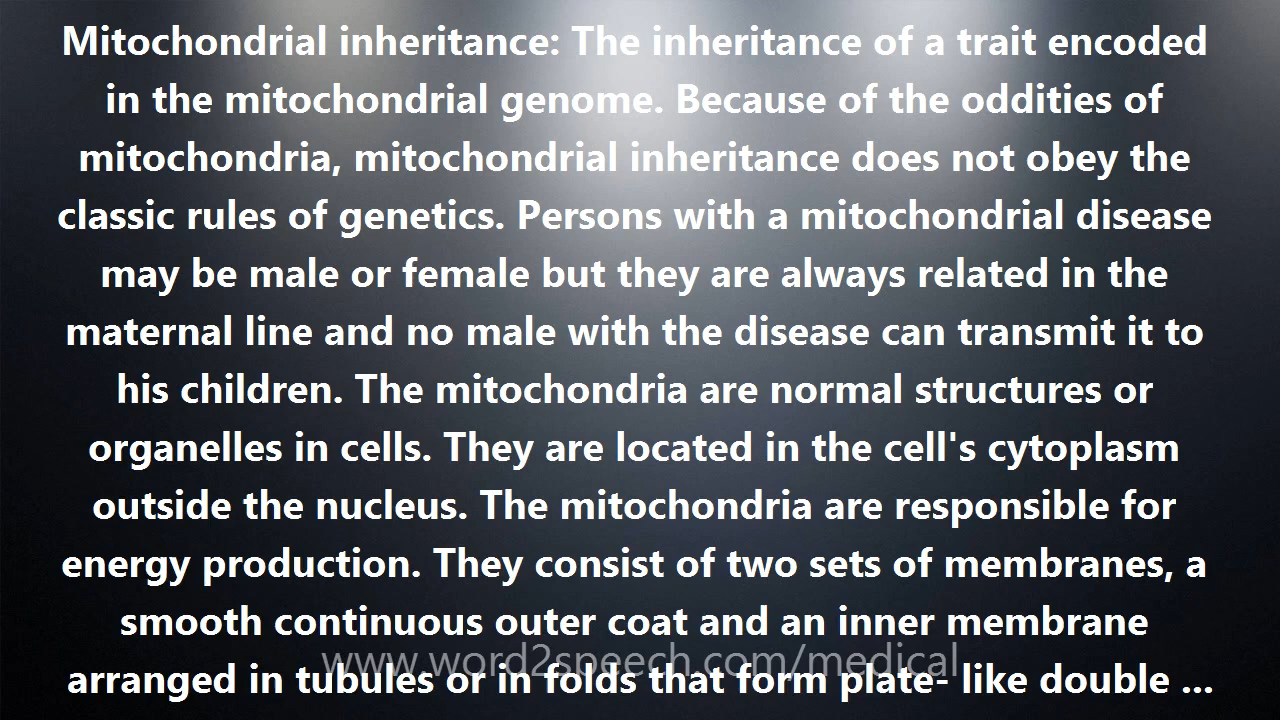 Mitochondrial inheritance: The inheritance of a trait encoded
in the mitochondrial genome. Because of the oddities of
mitochondria, mitochondrial inheritance does not obey the
classic rules of genetics. Persons with a mitochondrial disease
may be male or female but they are always related in the
maternal line and no male with the disease can transmit it to
his children. The mitochondria are normal structures or
organelles in cells. They are located in the cell's cytoplasm
outside the nucleus. The mitochondria are responsible for
energy production. They consist of two sets of membranes, a
smooth continuous outer coat and an inner membrane
www.word2speech.com/medical
arranged in tubules or in folds that form plate- like double ...